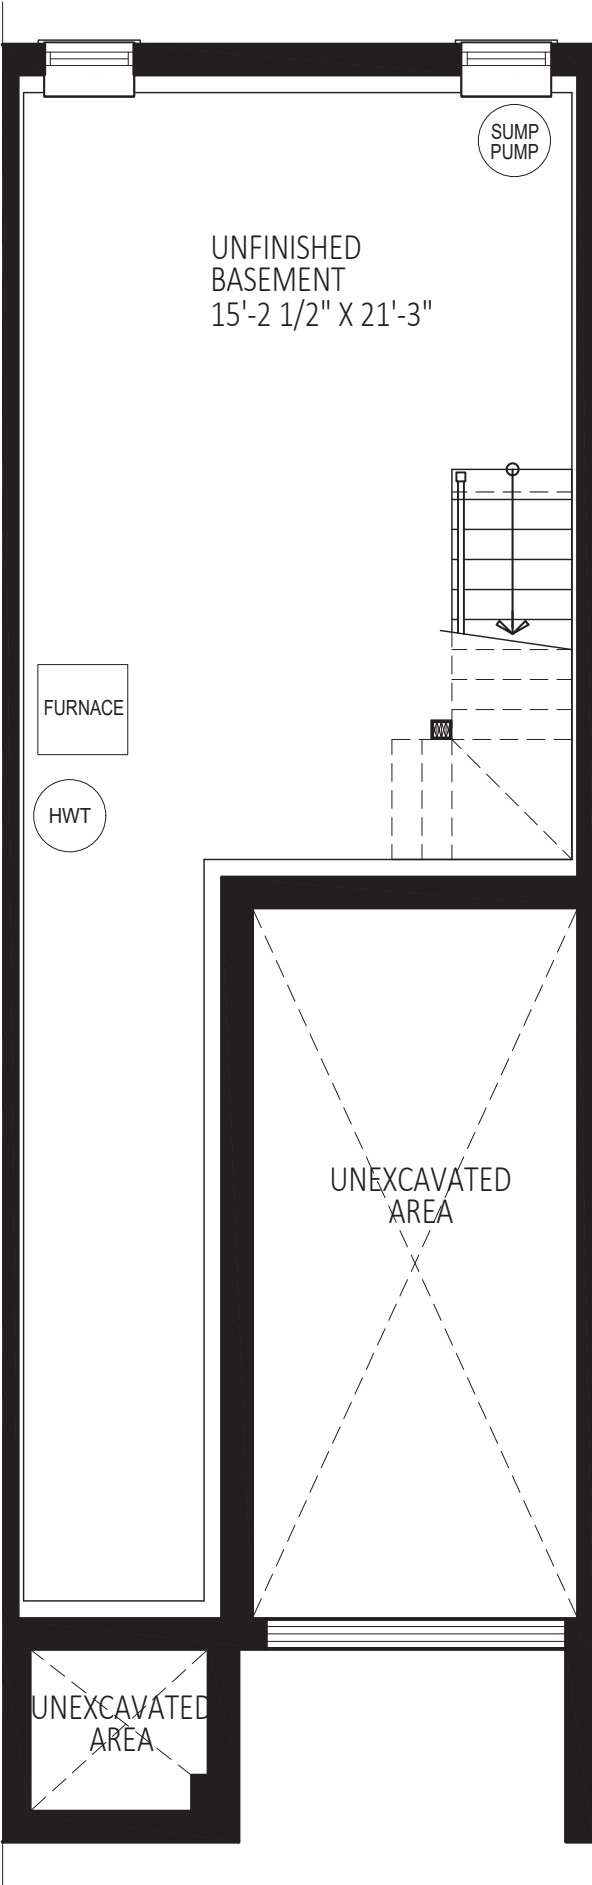 SUMP
PUMP
UNFINISHED
BASEMENT
15'-2 1/2" X 21'-3"
FURNACE
HWT
UNEXCAVATED
AREA
UNEXCAVATED
AREA